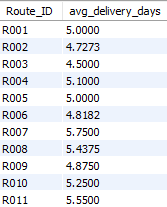 Route_ID avg_delivery_days
R001 5.0000
R002 4.7273
R003 4.5000
R004 5.1000
R005 5.0000
R006 4.8182
R007 5.7500
R008 5.4375
R009 4.8750
R010 5.2500
R011 5.5500